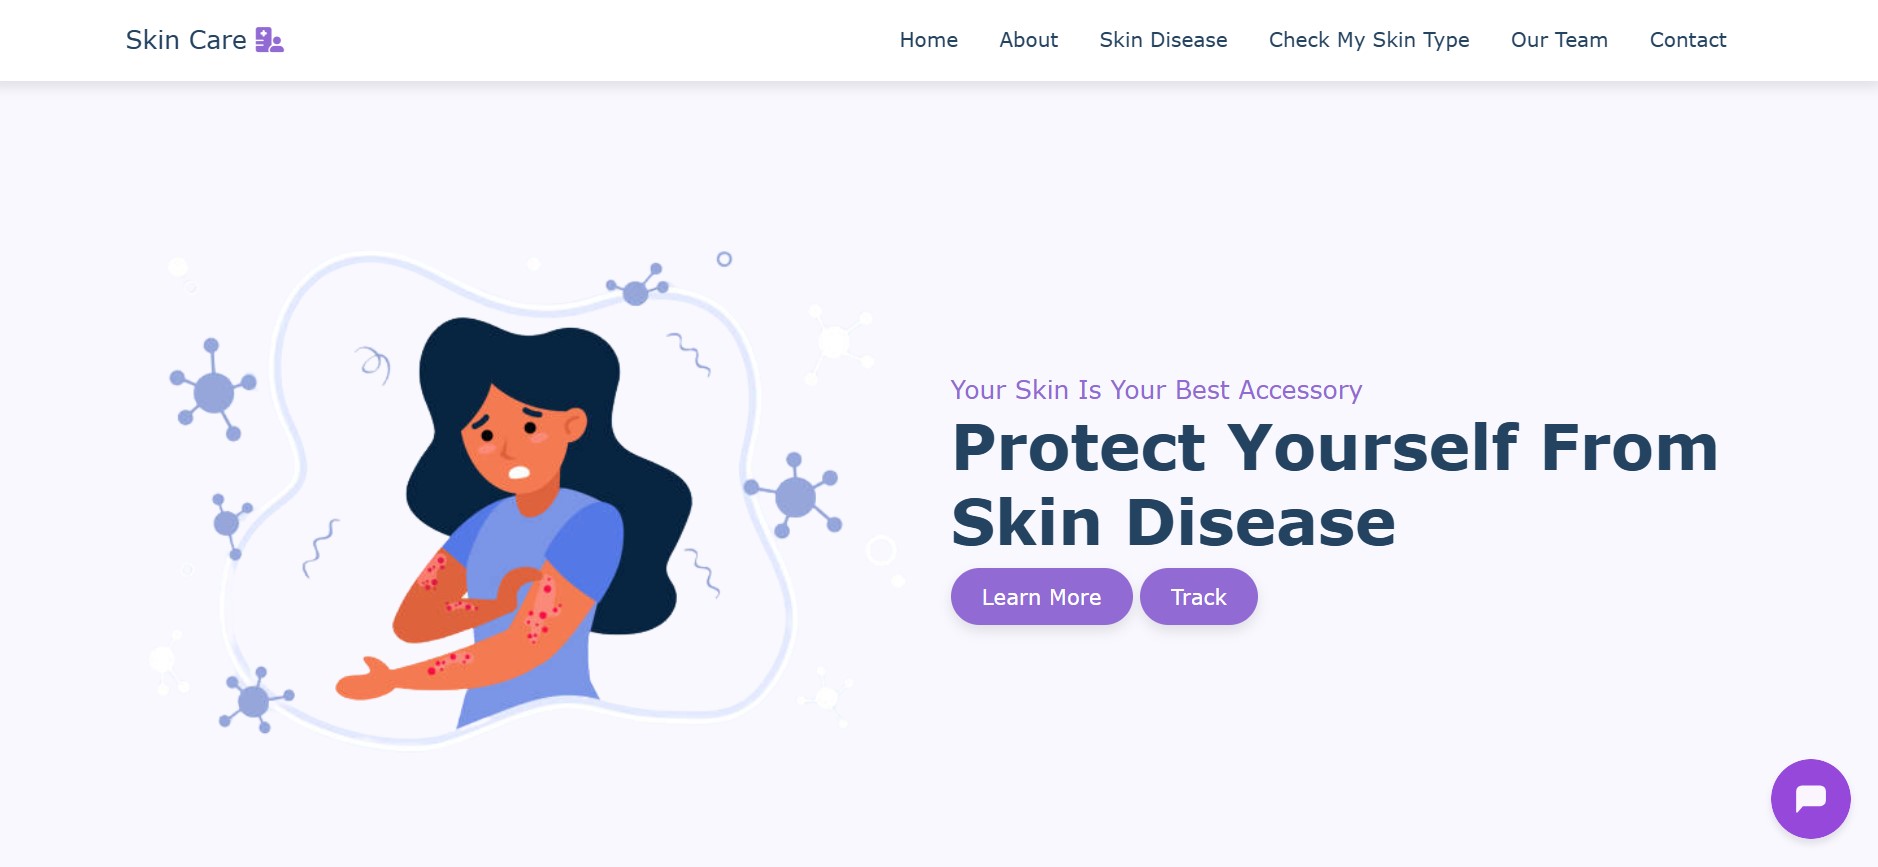 Skin Care
Home
About
Skin Disease
Check My Skin Type
Our Team
Contact
Your Skin Is Your Best Accessory
Protect Yourself From
Skin Disease
Learn More
Track